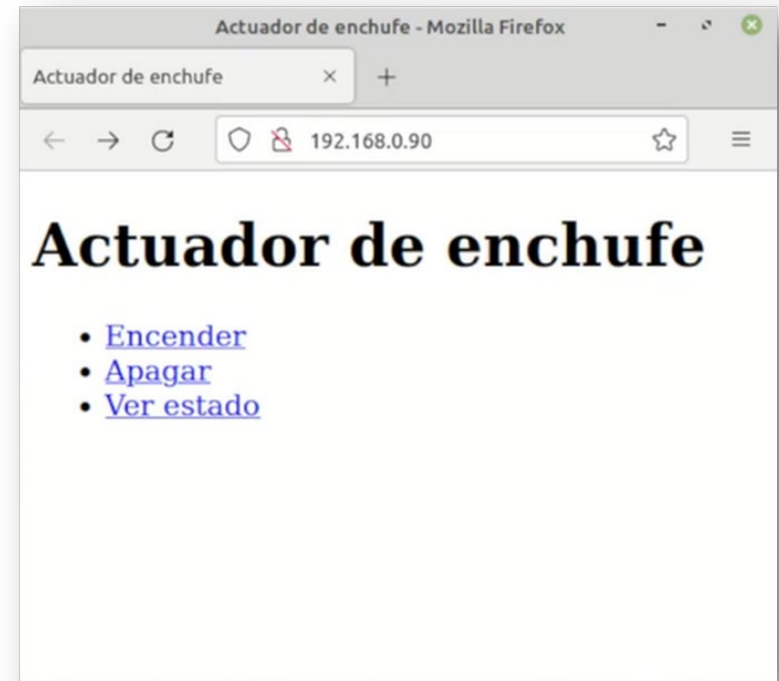 Actuador de enchufe - Mozilla Firefox
Actuador de enchufe
192.168.0.90
Actuador de enchufe
Encender
Apagar
Ver estado